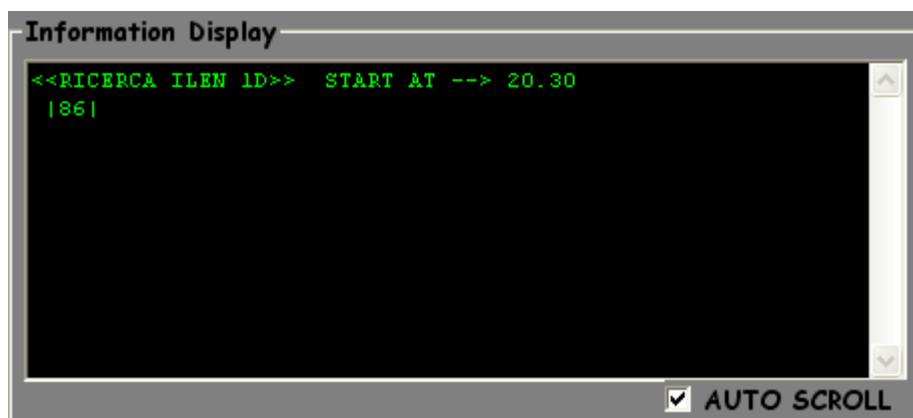 Information Display
<<RICERCA ILEN 1D>>  START AT --> 20.30
|86|
AUTO SCROLL